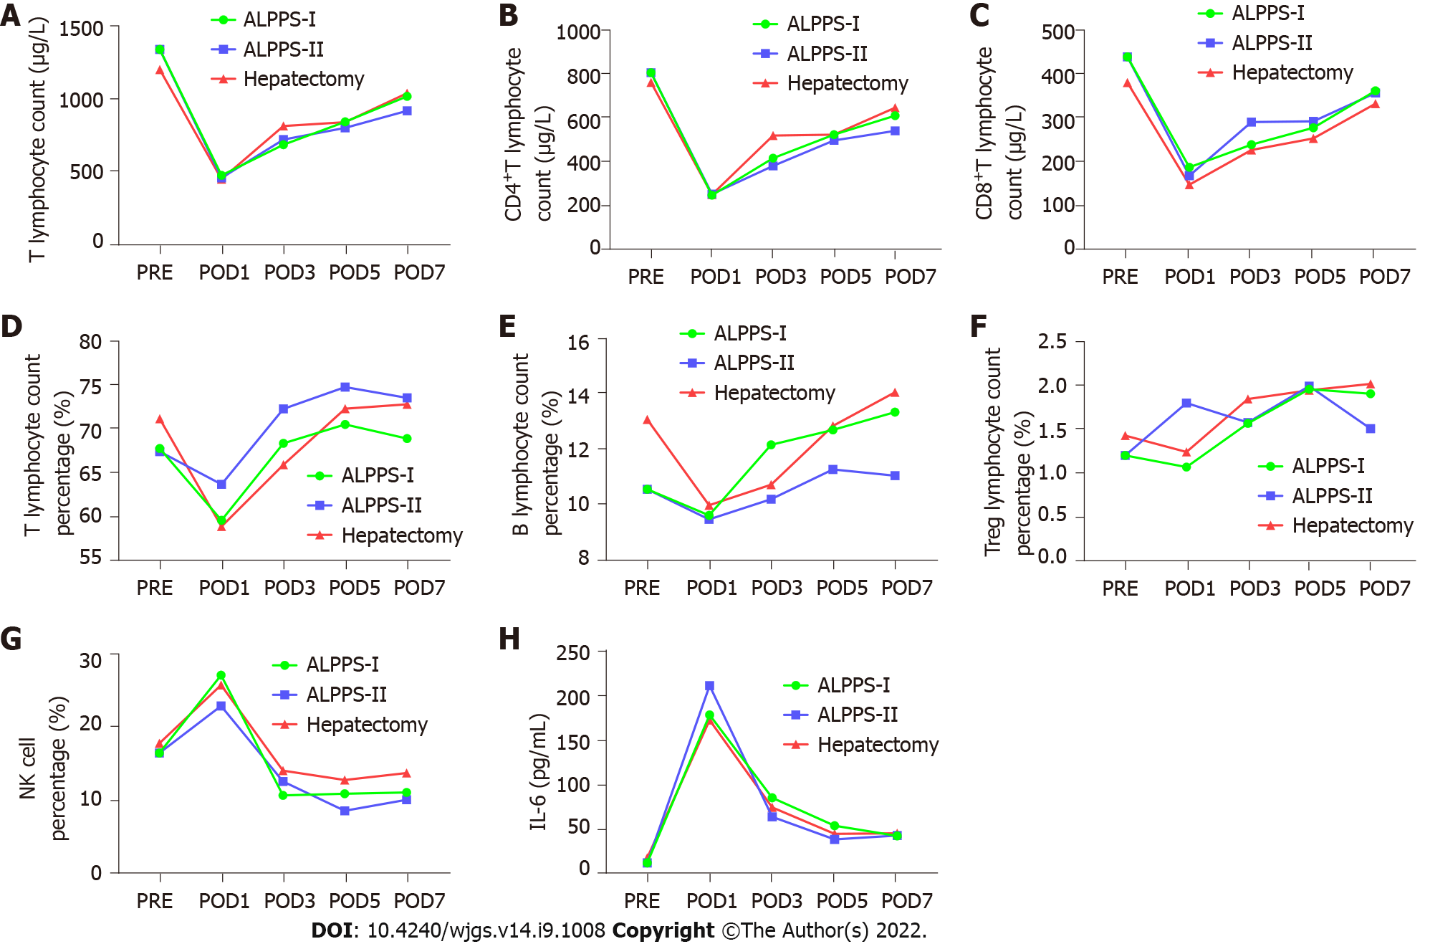 A
T lymphocyte count (μg/L)
1500
1000
500
0
PRE
POD1
POD3
POD5
POD7
ALPPS-I
ALPPS-II
Hepatectomy
B
CD4+T lymphocyte
count (μg/L)
1000
800
600
400
200
0
PRE
POD1
POD3
POD5
POD7
ALPPS-I
ALPPS-II
Hepatectomy
C
CD8+T lymphocyte
count (μg/L)
500
400
300
200
100
0
PRE
POD1
POD3
POD5
POD7
ALPPS-I
ALPPS-II
Hepatectomy
D
T lymphocyte count
percentage (%)
80
75
70
65
60
55
PRE
POD1
POD3
POD5
POD7
ALPPS-I
ALPPS-II
Hepatectomy
E
B lymphocyte count
percentage (%)
16
14
12
10
8
PRE
POD1
POD3
POD5
POD7
ALPPS-I
ALPPS-II
Hepatectomy
F
Treg lymphocyte count
percentage (%)
2.5
2.0
1.5
1.0
0.5
0.0
PRE
POD1
POD3
POD5
POD7
ALPPS-I
ALPPS-II
Hepatectomy
G
NK cell
percentage (%)
30
20
10
0
PRE
POD1
POD3
POD5
POD7
ALPPS-I
ALPPS-II
Hepatectomy
H
IL-6 (pg/mL)
250
200
150
100
50
0
PRE
POD1
POD3
POD5
POD7
ALPPS-I
ALPPS-II
Hepatectomy
DOI: 10.4240/wjgs.v14.i9.1008 Copyright ©The Author(s) 2022.